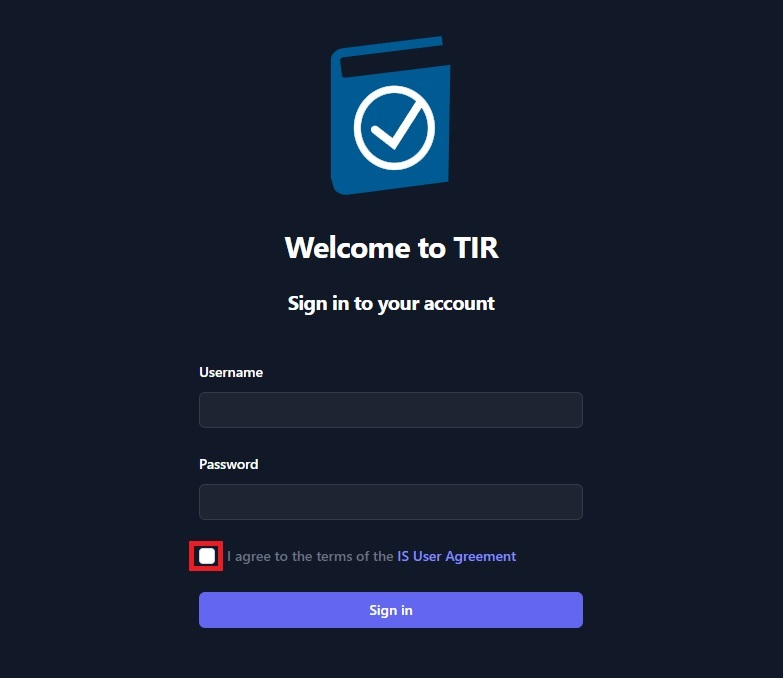 Welcome to TIR
Sign in to your account
Username
Password
I agree to the terms of the IS User Agreement
Sign in